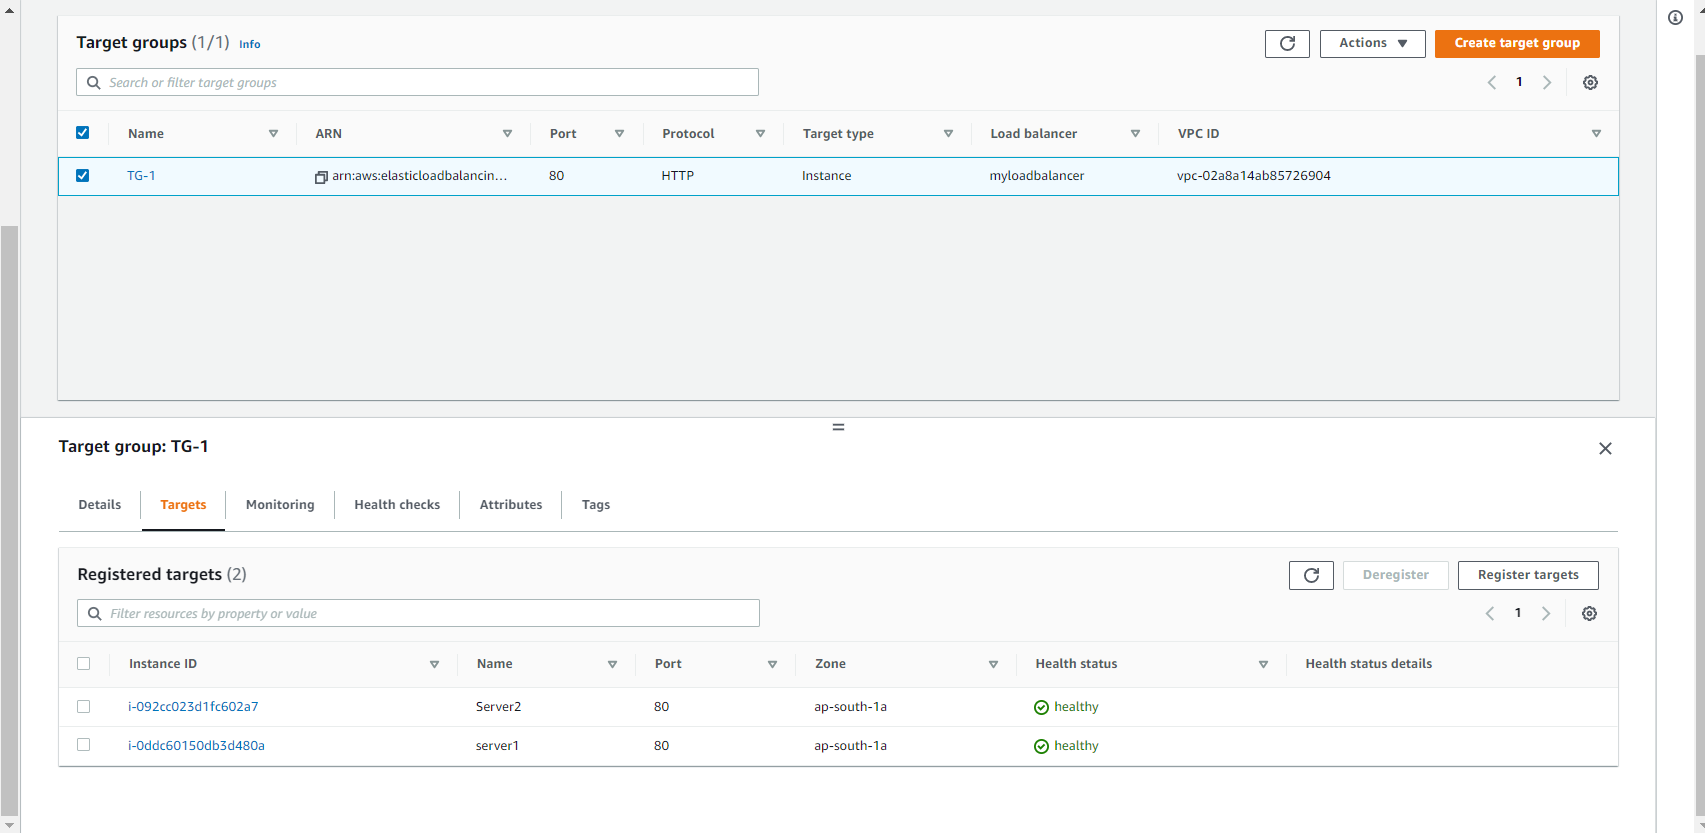 Target groups (1/1) Info
Actions
Create target group
Search or filter target groups
1
Name ARN Port Protocol Target type Load balancer VPC ID
TG-1 arn:aws:elasticloadbalancin... 80 HTTP Instance myloadbalancer vpc-02a8a14ab85726904
Target group: TG-1
Details Targets Monitoring Health checks Attributes Tags
Registered targets (2)
Deregister
Register targets
Filter resources by property or value
1
Instance ID Name Port Zone Health status Health status details
i-092cc023d1fc602a7 Server2 80 ap-south-1a healthy
i-0ddc60150db3d480a server1 80 ap-south-1a healthy